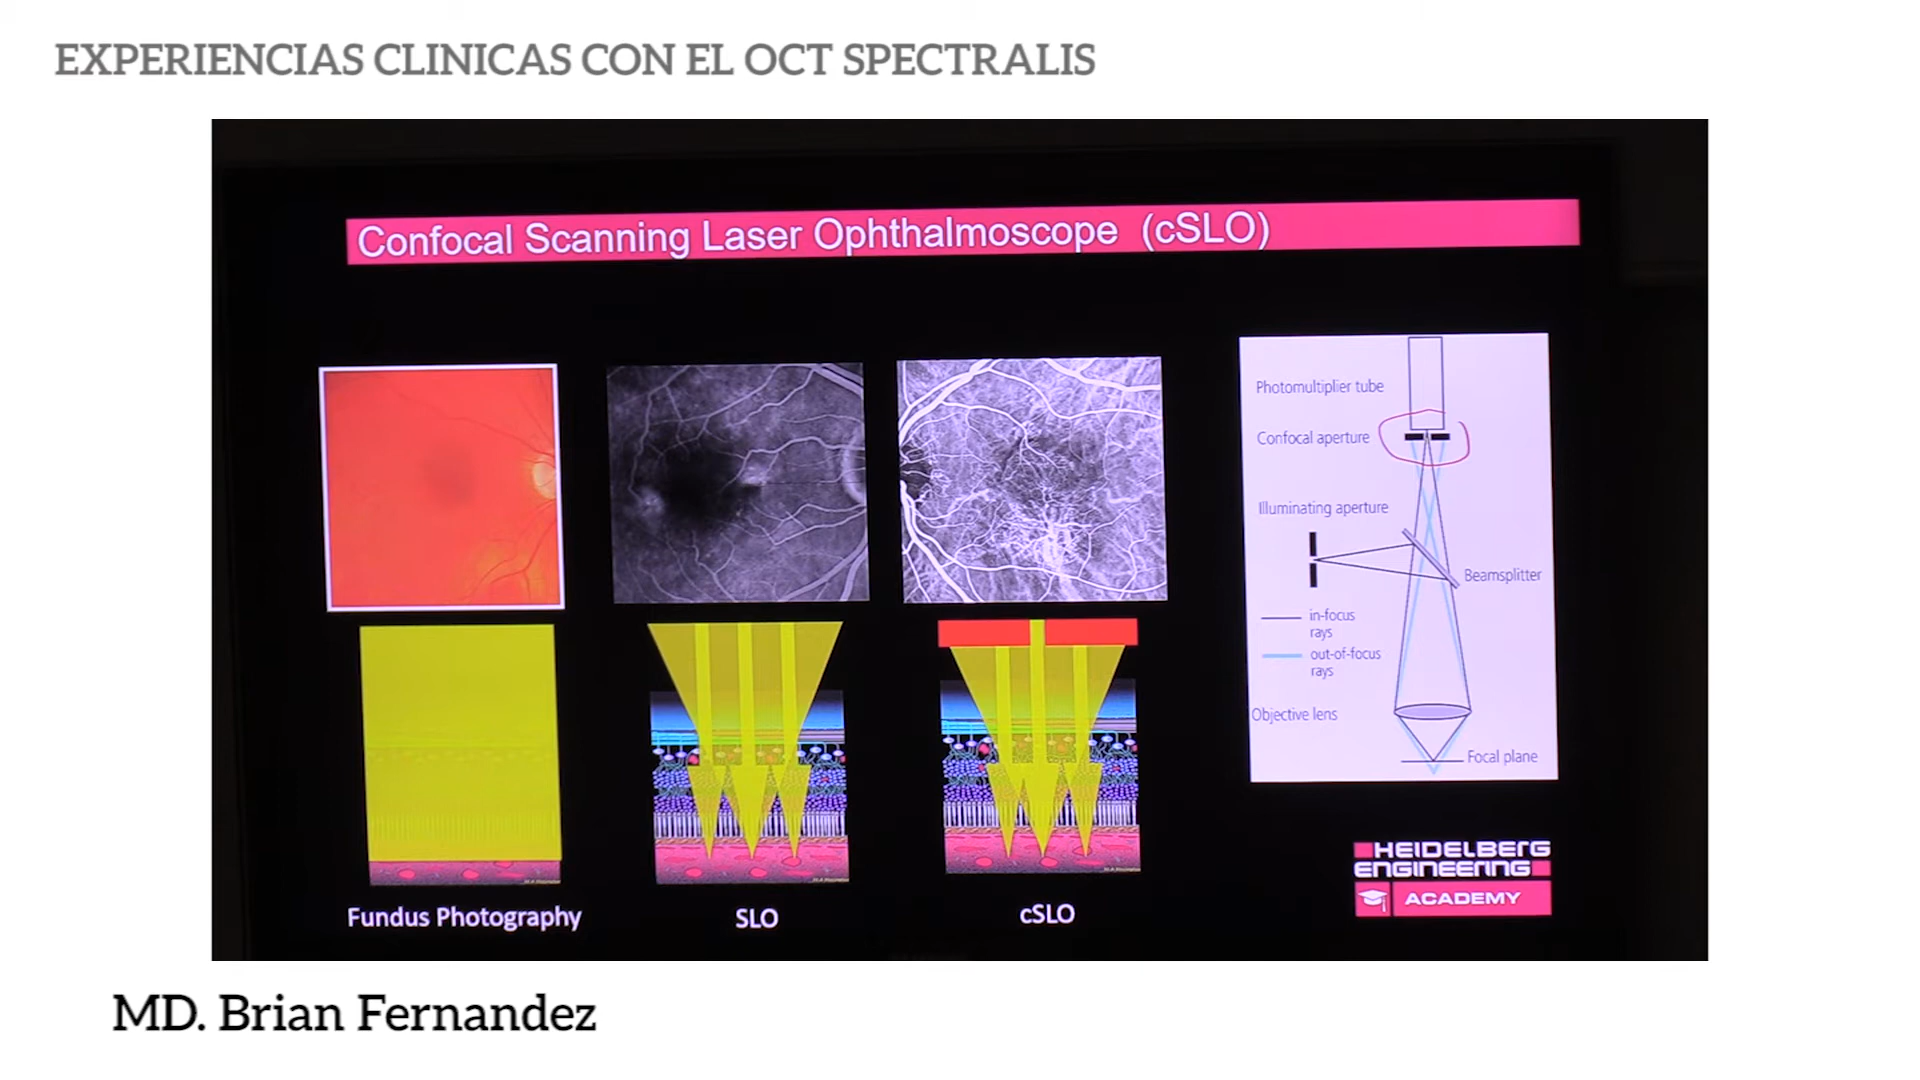 EXPERIENCIAS CLINICAS CON EL OCT SPECTRALIS
Confocal Scanning Laser Ophthalmoscope (cSLO)
Photomultiplier tube
Confocal aperture
Illuminating aperture
Beamsplitter
in-focus
rays
out-of-focus
rays
Objective lens
Focal plane
Fundus Photography
SLO
cSLO
HEIDELBERG
ENGINEERING
ACADEMY
MD. Brian Fernandez